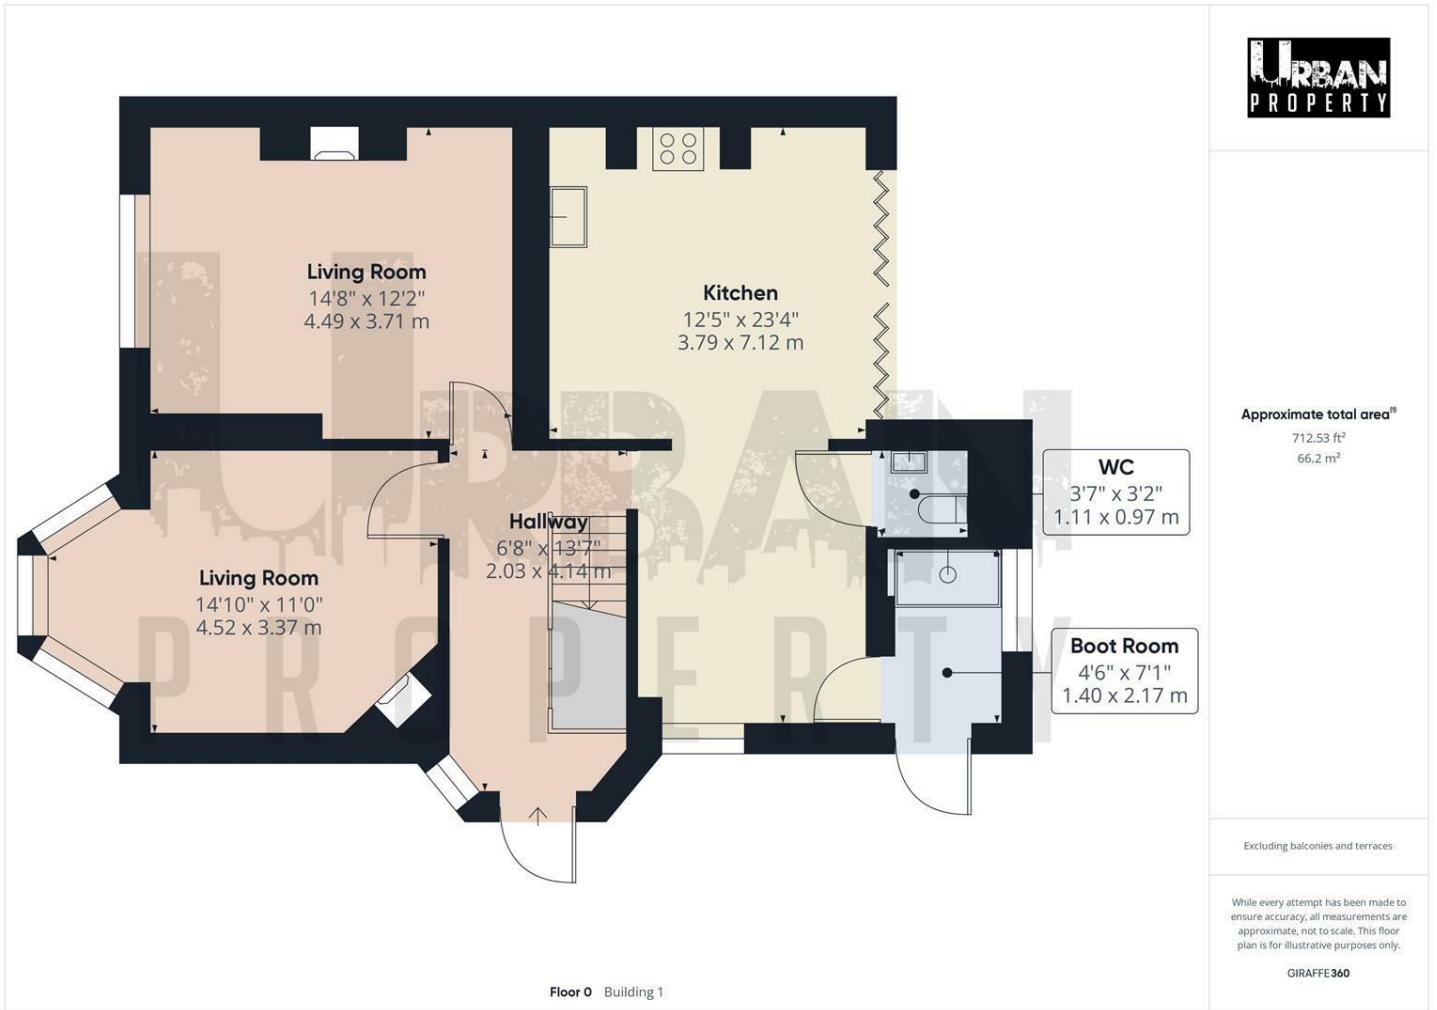 URBAN
PROPERTY
Living Room
14'8" x 12'2"
4.49 x 3.71 m
Kitchen
12'5" x 23'4"
3.79 x 7.12 m
Hallway
6'8" x 13'7"
2.03 x 4.14 m
Living Room
14'10" x 11'0"
4.52 x 3.37 m
WC
3'7" x 3'2"
1.11 x 0.97 m
Boot Room
4'6" x 7'1"
1.40 x 2.17 m
URBAN
PROPERTY
Approximate total area⁽¹⁾
712.53 ft²
66.2 m²
Excluding balconies and terraces
While every attempt has been made to
ensure accuracy, all measurements are
approximate, not to scale. This floor
plan is for illustrative purposes only.
GIRAFFE360
Floor 0 Building 1